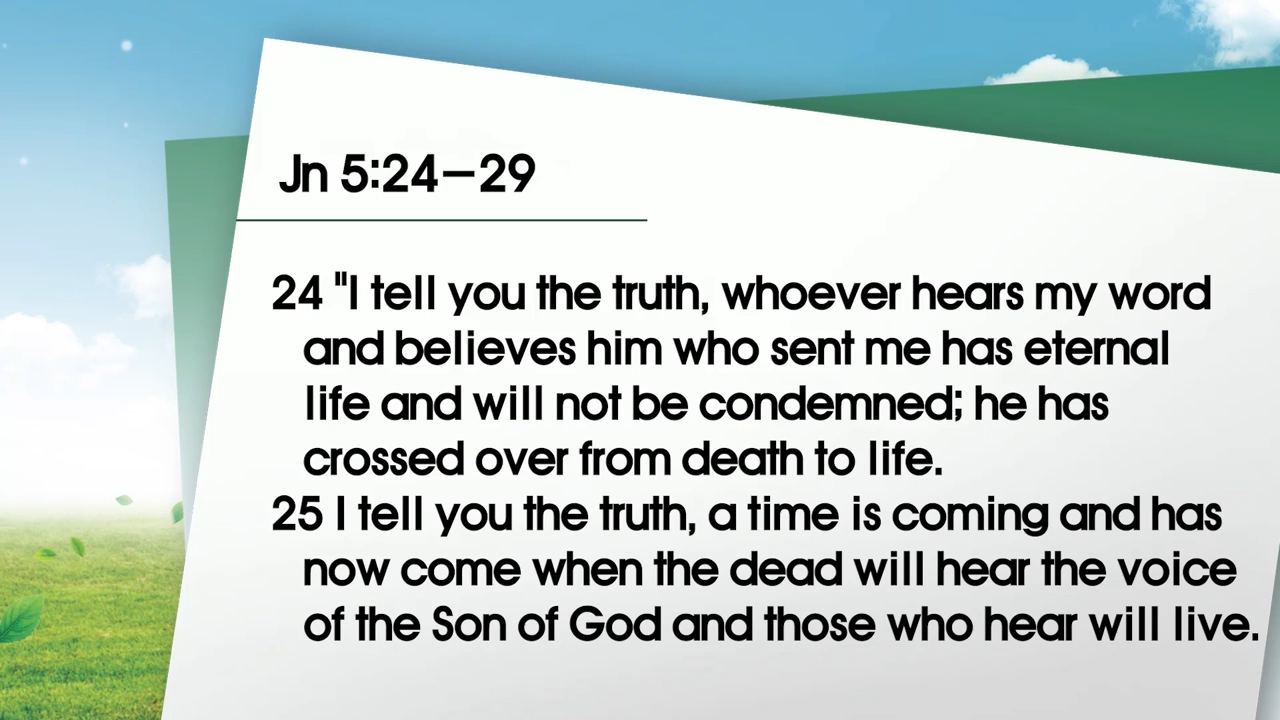 Jn 5:24–29
24 "I tell you the truth, whoever hears my word
and believes him who sent me has eternal
life and will not be condemned; he has
crossed over from death to life.
25 I tell you the truth, a time is coming and has
now come when the dead will hear the voice
of the Son of God and those who hear will live.